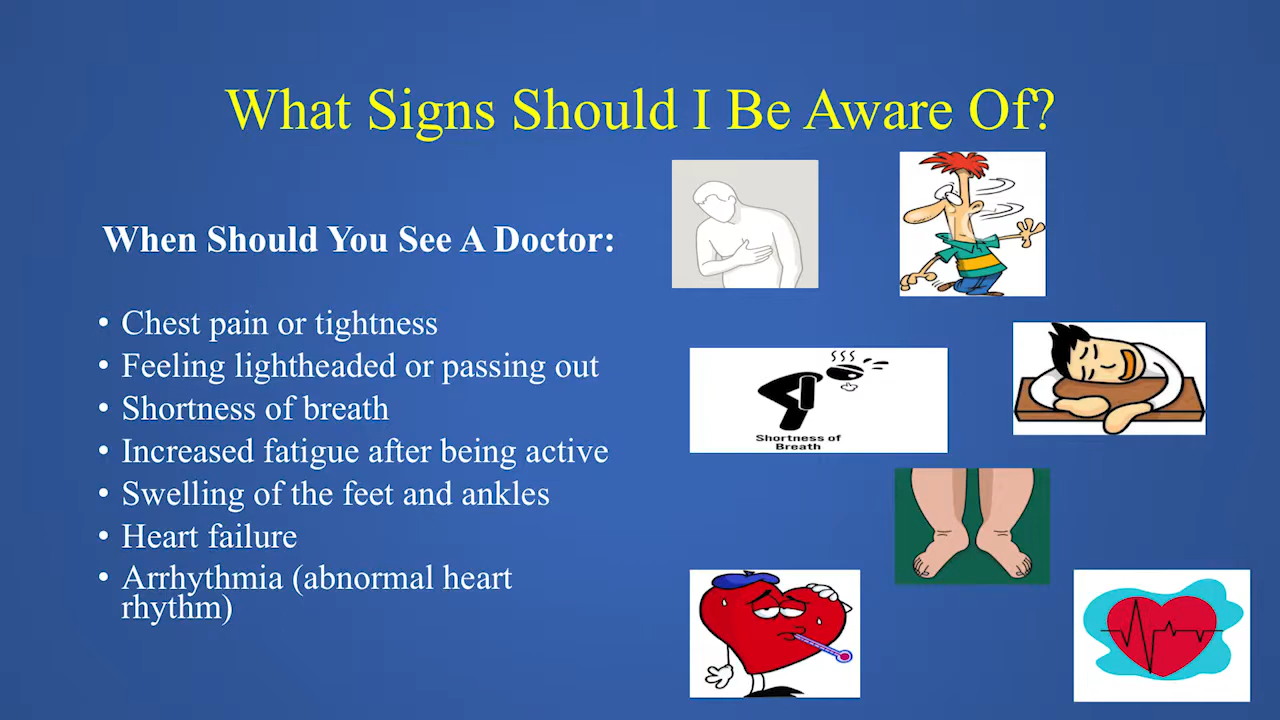 What Signs Should I Be Aware Of?
When Should You See A Doctor:
• Chest pain or tightness
• Feeling lightheaded or passing out
• Shortness of breath
• Increased fatigue after being active
• Swelling of the feet and ankles
• Heart failure
• Arrhythmia (abnormal heart
rhythm)
Shortness of
Breath